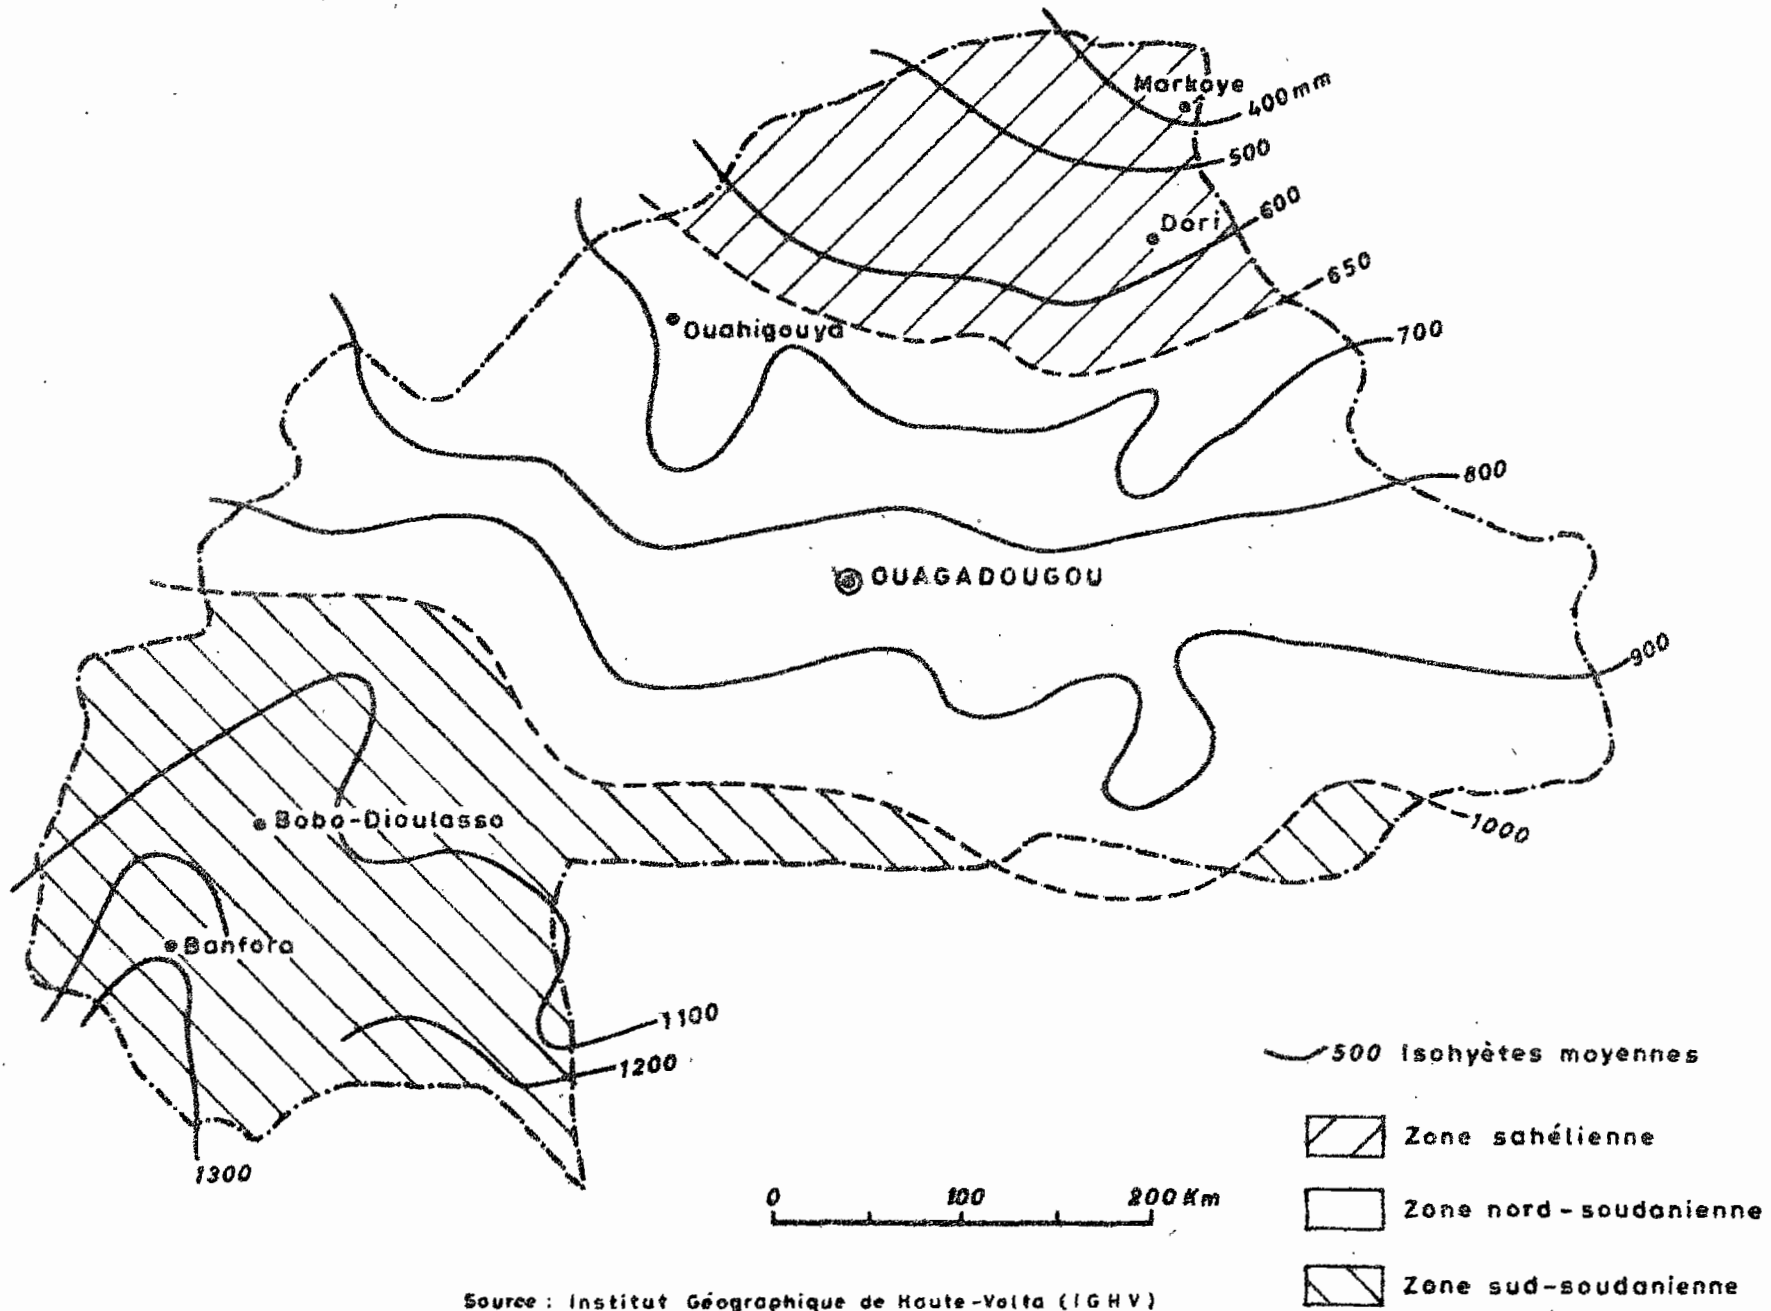 Markoye
400mm
500
600
Dori
650
Ouahigouya
700
800
OUAGADOUGOU
900
Bobo-Dioulasso
1000
Banfora
1100
1200
1300
500 Isohyètes moyennes
Zone sahélienne
0 100 200 Km
Zone nord-soudanienne
Zone sud-soudanienne
Source : Institut Géographique de Haute-Volta (IGHV)